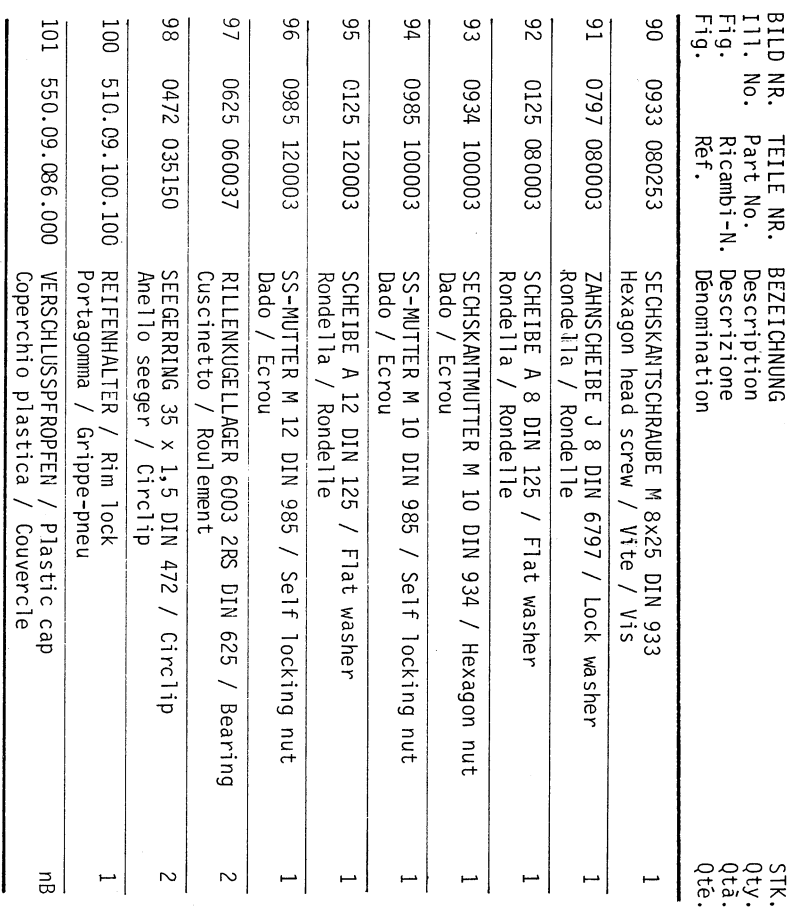 BILD NR. TEILE NR. BEZEICHNUNG STK.
Ill. No. Part No. Description Qty.
Fig. Ricambi-N. Descrizione Qtà.
Fig. Réf. Dénomination Qté.
90 0933 080253 SECHSKANTSCHRAUBE M 8x25 DIN 933 1
Hexagon head screw / Vite / Vis
91 0797 080003 ZAHNSCHEIBE J 8 DIN 6797 / Lock washer 1
Rondella / Rondelle
92 0125 080003 SCHEIBE A 8 DIN 125 / Flat washer 1
Rondella / Rondelle
93 0934 100003 SECHSKANTMUTTER M 10 DIN 934 / Hexagon nut 1
Dado / Ecrou
94 0985 100003 SS-MUTTER M 10 DIN 985 / Self locking nut 1
Dado / Ecrou
95 0125 120003 SCHEIBE A 12 DIN 125 / Flat washer 1
Rondella / Rondelle
96 0985 120003 SS-MUTTER M 12 DIN 985 / Self locking nut 1
Dado / Ecrou
97 0625 060037 RILLENKUGELLAGER 6003 2RS DIN 625 / Bearing 2
Cuscinetto / Roulement
98 0472 035150 SEEGERRING 35 x 1,5 DIN 472 / Circlip 2
Anello seeger / Circlip
100 510.09.100.100 REIFENHALTER / Rim lock 1
Portagomma / Grippe-pneu
101 550.09.086.000 VERSCHLUSSPFROPFEN / Plastic cap nB
Coperchio plastica / Couvercle